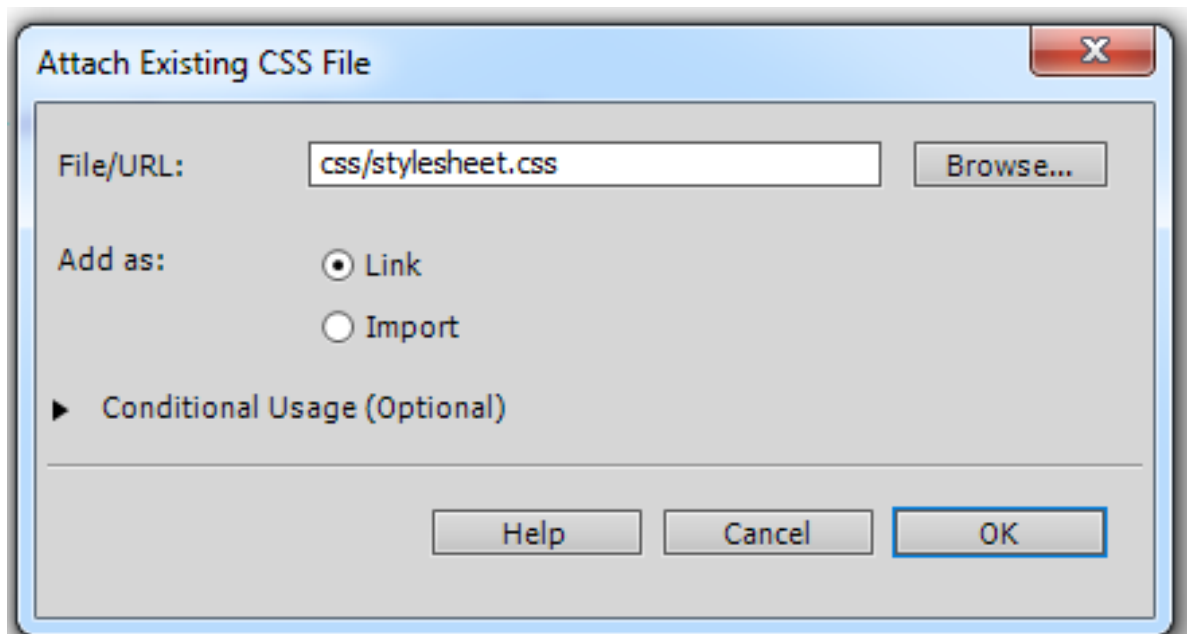 Attach Existing CSS File
File/URL: css/stylesheet.css Browse...
Add as: Link
Import
Conditional Usage (Optional)
Help Cancel OK